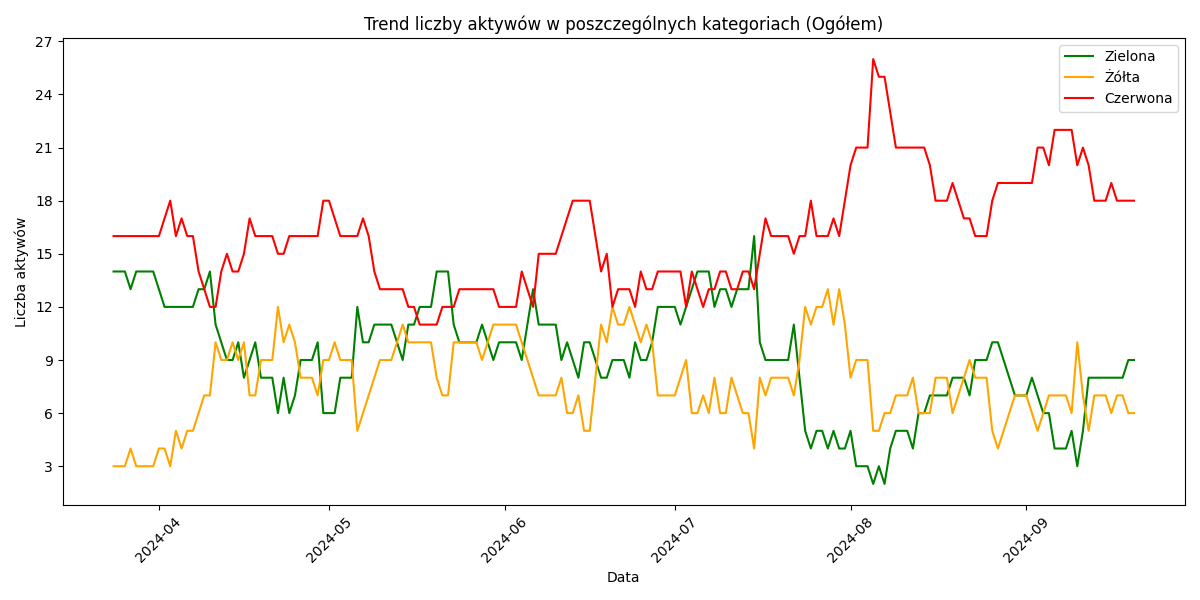 Trend liczby aktywów w poszczególnych kategoriach (Ogółem)
Liczba aktywów
27
24
21
18
15
12
9
6
3
Zielona
Żółta
Czerwona
2024-04
2024-05
2024-06
2024-07
2024-08
2024-09
Data